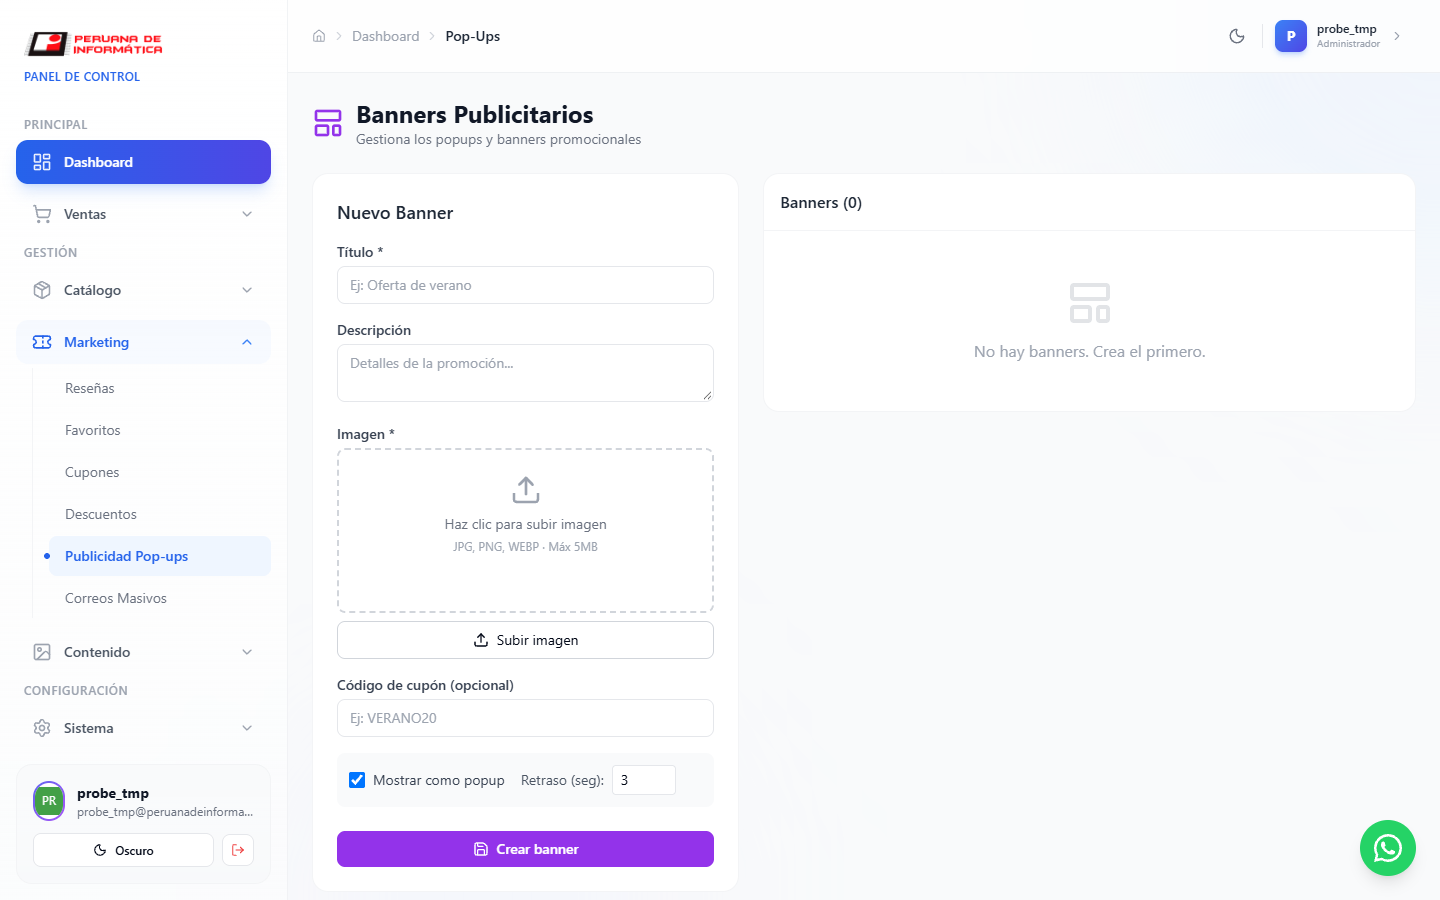 PERUANA DE
INFORMÁTICA
PANEL DE CONTROL
PRINCIPAL
Dashboard
Ventas
GESTIÓN
Catálogo
Marketing
Reseñas
Favoritos
Cupones
Descuentos
Publicidad Pop-ups
Correos Masivos
Contenido
CONFIGURACIÓN
Sistema
PR
probe_tmp
probe_tmp@peruanadeinforma...
Oscuro
Dashboard
Pop-Ups
P
probe_tmp
Administrador
Banners Publicitarios
Gestiona los popups y banners promocionales
Nuevo Banner
Título *
Ej: Oferta de verano
Descripción
Detalles de la promoción...
Imagen *
Haz clic para subir imagen
JPG, PNG, WEBP · Máx 5MB
Subir imagen
Código de cupón (opcional)
Ej: VERANO20
Mostrar como popup Retraso (seg): 3
Crear banner
Banners (0)
No hay banners. Crea el primero.